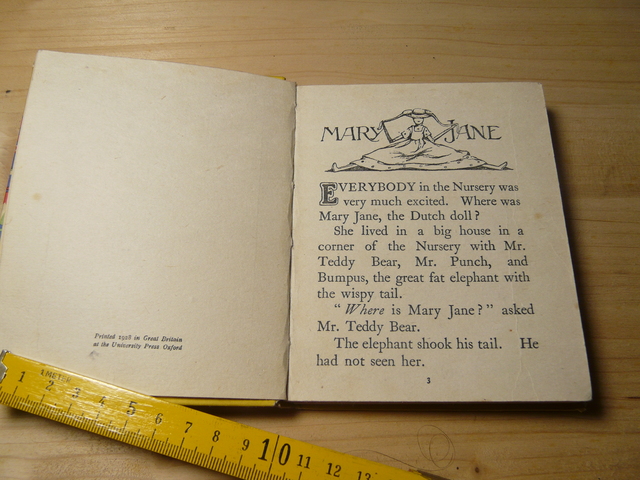 Printed 1928 in Great Britain
at the University Press Oxford
MARY JANE
EVERYBODY in the Nursery was
very much excited. Where was
Mary Jane, the Dutch doll?
She lived in a big house in a
corner of the Nursery with Mr.
Teddy Bear, Mr. Punch, and
Bumpus, the great fat elephant with
the wispy tail.
"Where is Mary Jane?" asked
Mr. Teddy Bear.
The elephant shook his tail. He
had not seen her.
3
1 2 3 4 5 6 7 8 9 10 11 12 13